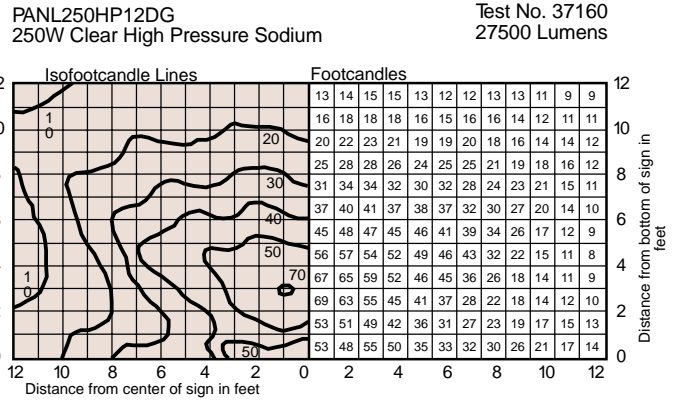 PANL250HP12DG
250W Clear High Pressure Sodium
Test No. 37160
27500 Lumens
Isofootcandle Lines
Footcandles
13 14 15 15 13 12 12 13 13 11 9 9
16 18 18 18 16 15 16 16 14 12 11 11
20 22 23 21 19 19 20 18 16 14 14 12
25 28 28 26 24 25 25 21 19 18 16 12
31 34 34 32 30 32 28 24 23 21 15 11
37 40 41 37 38 37 32 30 27 20 14 10
45 48 47 45 46 41 39 34 26 17 12 9
56 57 54 52 49 46 43 32 22 15 11 8
67 65 59 52 46 45 36 26 18 14 11 9
69 63 55 45 41 37 28 22 18 14 12 10
53 51 49 42 36 31 27 23 19 17 15 13
53 48 55 50 35 33 32 30 26 21 17 14
10
20
30
40
50
70
10
50
12
10
8
6
4
2
0
Distance from bottom of sign in
feet
12 10 8 6 4 2 0 2 4 6 8 10 12
Distance from center of sign in feet